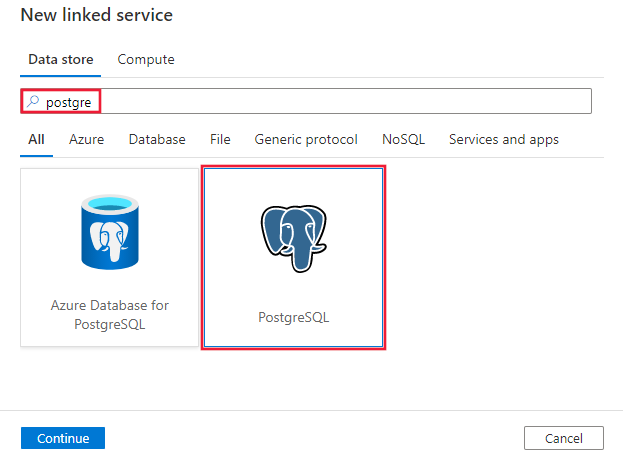 New linked service
Data store Compute
postgre
All Azure Database File Generic protocol NoSQL Services and apps
Azure Database for
PostgreSQL
PostgreSQL
Continue Cancel